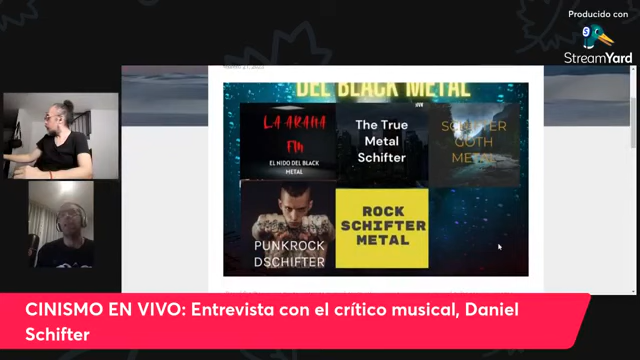 Producido con
StreamYard
DEL BLACK METAL
LA ARAÑA
FM
EL NIDO DEL BLACK
METAL
The True
Metal
Schifter
SCHIFTER
GOTH
METAL
PUNKROCK
DSCHIFTER
ROCK
SCHIFTER
METAL
CINISMO EN VIVO: Entrevista con el crítico musical, Daniel
Schifter